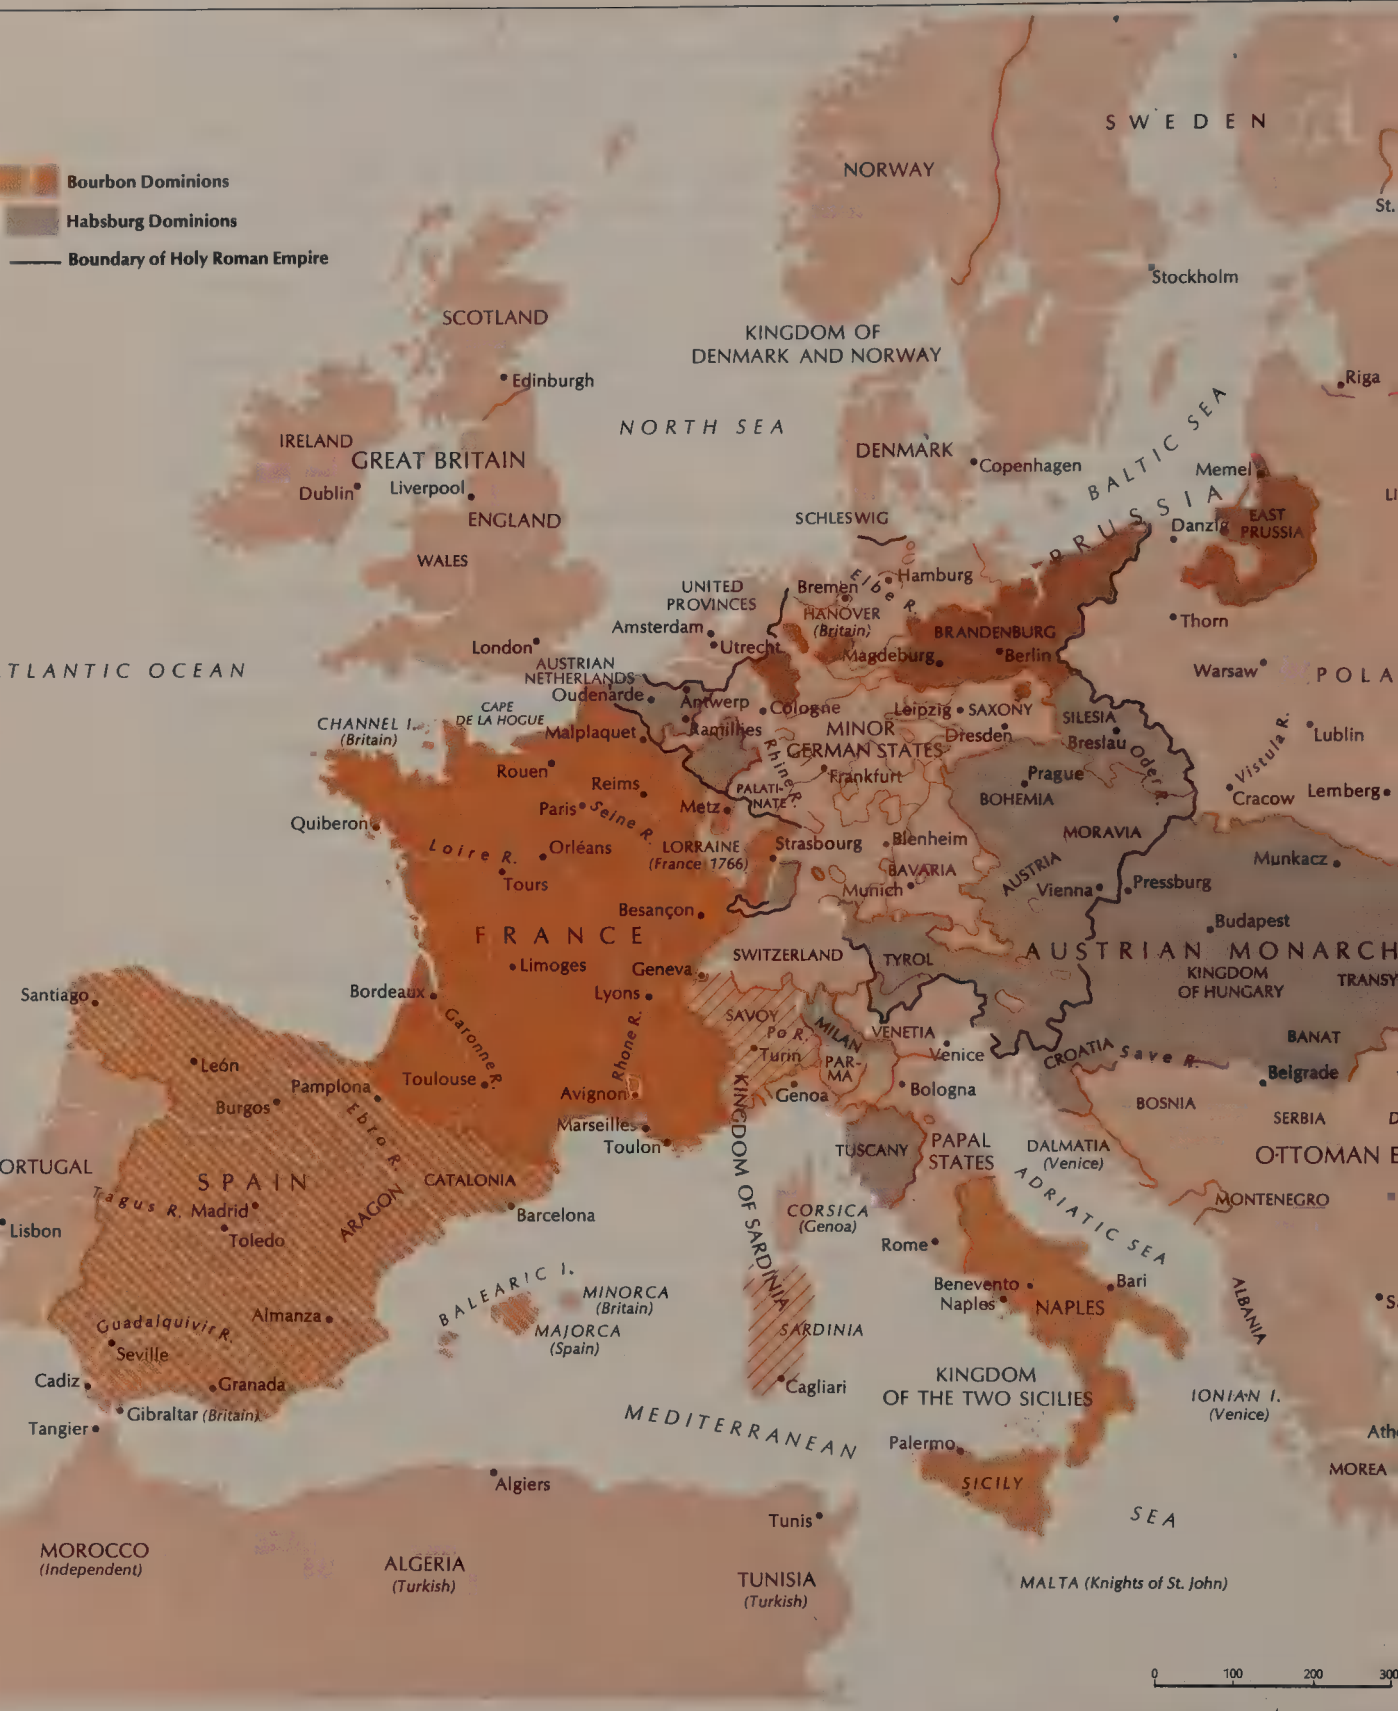 Bourbon Dominions
Habsburg Dominions
Boundary of Holy Roman Empire
SWEDEN
NORWAY
St.
Stockholm
SCOTLAND
KINGDOM OF
DENMARK AND NORWAY
Edinburgh
Riga
NORTH SEA
BALTIC SEA
IRELAND
GREAT BRITAIN
DENMARK
Copenhagen
Memel
Dublin
Liverpool
LI
ENGLAND
SCHLESWIG
PRUSSIA
Danzig
EAST
PRUSSIA
WALES
UNITED
PROVINCES
Bremen
Elbe R.
Hamburg
HANOVER
(Britain)
Amsterdam
Utrecht
BRANDENBURG
Thorn
London
Magdeburg
Berlin
TLANTIC OCEAN
AUSTRIAN
NETHERLANDS
Warsaw
POLA
Oudenarde
Antwerp
Cologne
Leipzig
SAXONY
SILESIA
CAPE
DE LA HOGUE
CHANNEL I.
(Britain)
Malplaquet
Ramillies
MINOR
GERMAN STATES
Dresden
Breslau
Oder R.
Vistula R.
Lublin
Rouen
Reims
Rhine R.
Frankfurt
Prague
BOHEMIA
PALATI-
NATE
Cracow
Lemberg
Paris
Seine R.
Metz
Quiberon
Loire R.
Orléans
LORRAINE
(France 1766)
Strasbourg
Blenheim
MORAVIA
Munkacz
Tours
BAVARIA
Munich
AUSTRIA
Vienna
Pressburg
Besançon
Budapest
FRANCE
SWITZERLAND
TYROL
AUSTRIAN MONARCH
Limoges
Geneva
KINGDOM
OF HUNGARY
TRANSY
Santiago
Bordeaux
Lyons
Garonne R.
Rhone R.
SAVOY
Po R.
MILAN
VENETIA
Venice
CROATIA
Save R.
BANAT
León
Turin
PAR-
MA
Belgrade
Pamplona
Toulouse
Avignon
Genoa
Bologna
BOSNIA
Burgos
Ebro R.
Marseilles
SERBIA
D
Toulon
KINGDOM OF SARDINIA
TUSCANY
PAPAL
STATES
DALMATIA
(Venice)
OTTOMAN E
ORTUGAL
SPAIN
CATALONIA
ADRIATIC SEA
MONTENEGRO
Tagus R.
Madrid
ARAGON
Barcelona
CORSICA
(Genoa)
Lisbon
Toledo
Rome
BALEARIC I.
MINORCA
(Britain)
Benevento
Bari
Naples
NAPLES
ALBANIA
S
Guadalquivir R.
Almanza
MAJORCA
(Spain)
SARDINIA
Seville
Cadiz
Granada
Cagliari
KINGDOM
OF THE TWO SICILIES
IONIAN I.
(Venice)
Gibraltar (Britain)
Tangier
MEDITERRANEAN
Palermo
Ath
Algiers
SICILY
MOREA
Tunis
SEA
MOROCCO
(Independent)
ALGERIA
(Turkish)
TUNISIA
(Turkish)
MALTA (Knights of St. John)
0 100 200 300